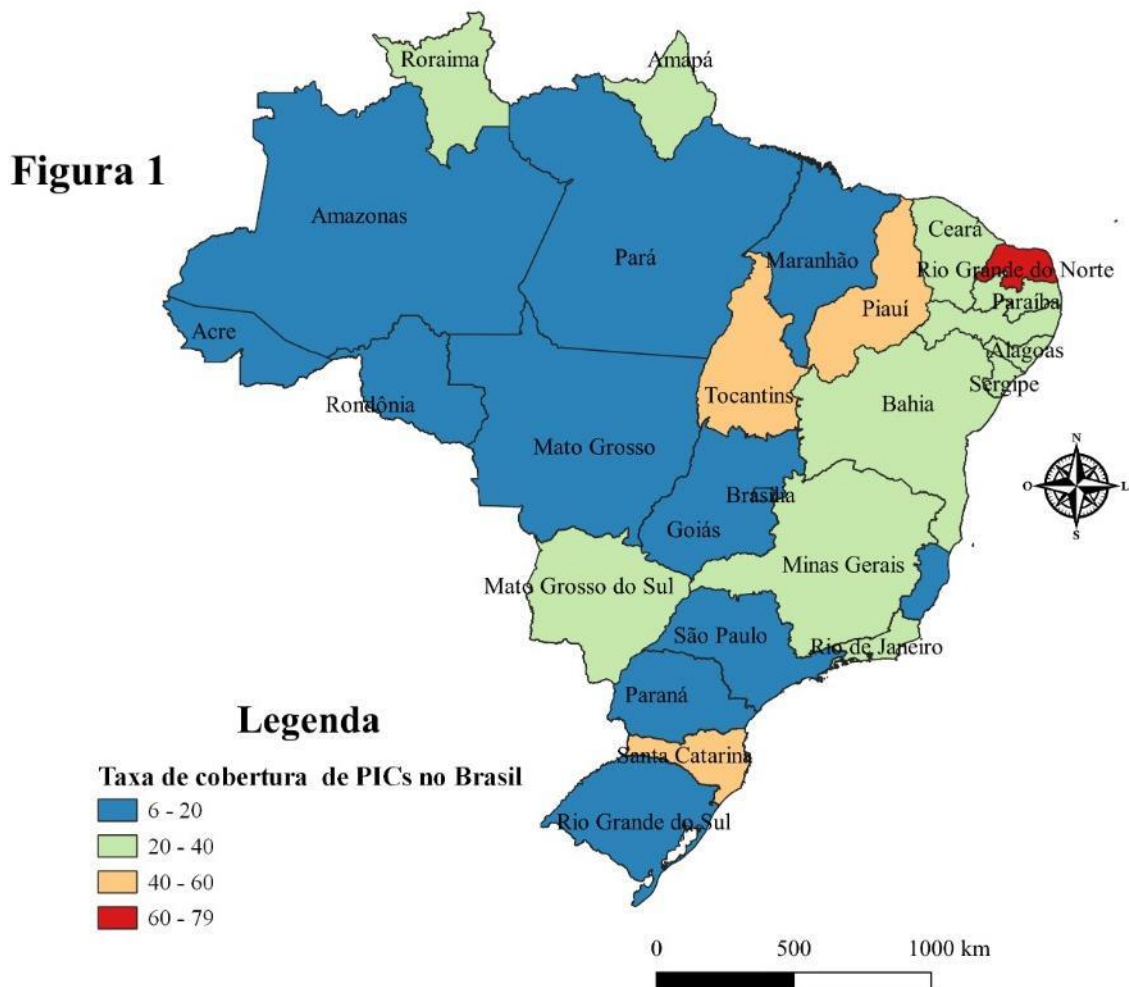 Roraima
Amapá
Figura 1
Amazonas
Pará
Maranhão
Ceará
Rio Grande do Norte
Paraíba
Piauí
Acre
Alagoas
Sergipe
Tocantins
Bahia
Rondônia
Mato Grosso
Brasília
Goiás
N
O
L
S
Minas Gerais
Mato Grosso do Sul
São Paulo
Rio de Janeiro
Paraná
Santa Catarina
Rio Grande do Sul
Legenda
Taxa de cobertura de PICs no Brasil
6 - 20
20 - 40
40 - 60
60 - 79
0 500 1000 km